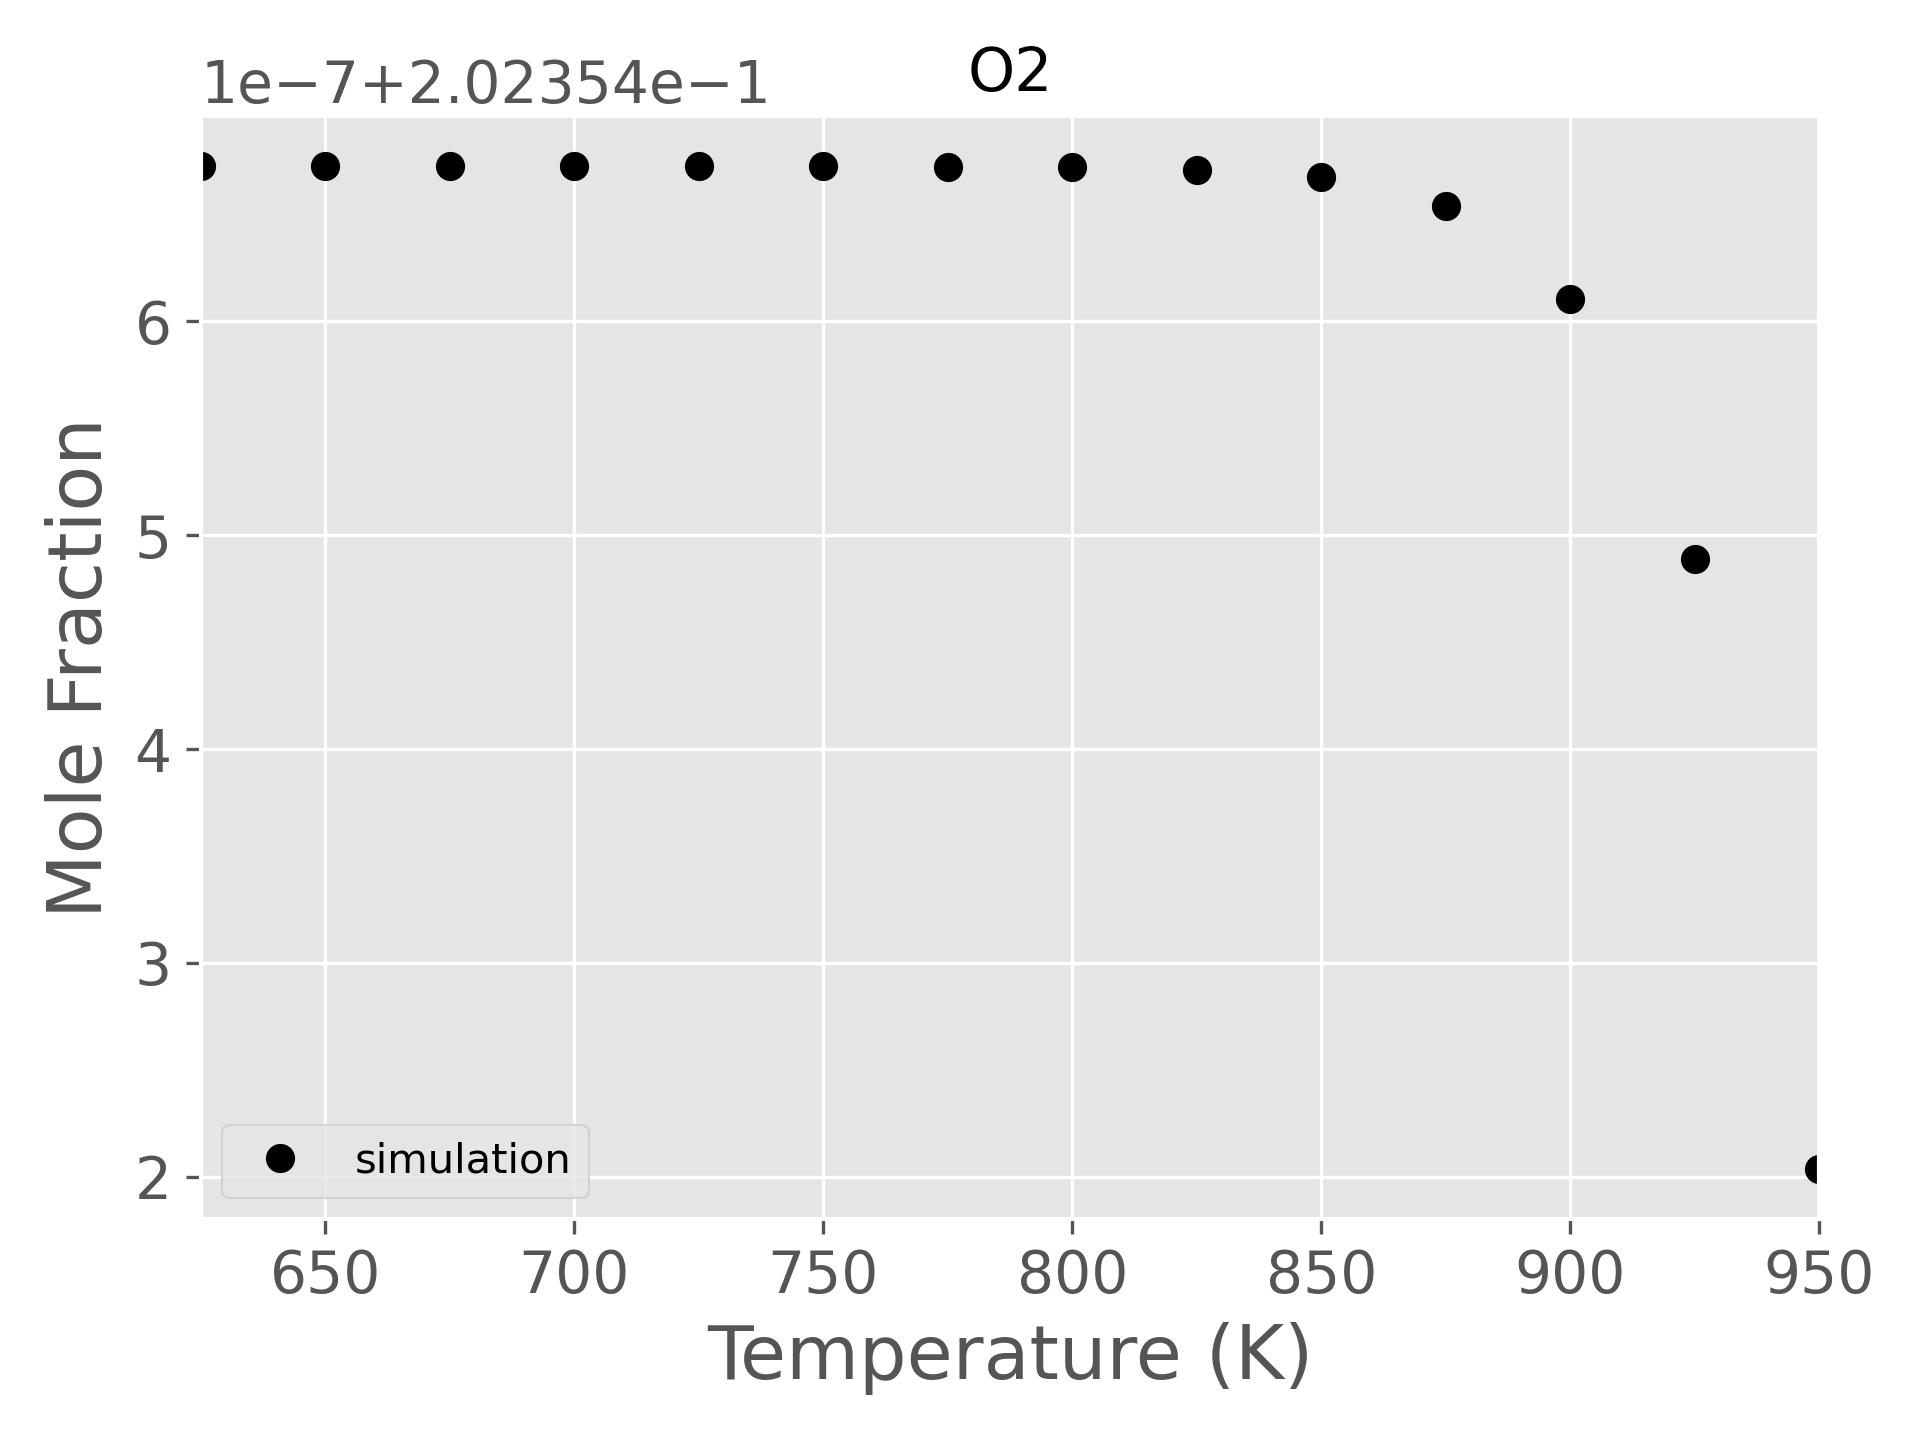 1e−7+2.02354e−1
O2
Mole Fraction
6
5
4
3
2
simulation
650 700 750 800 850 900 950
Temperature (K)